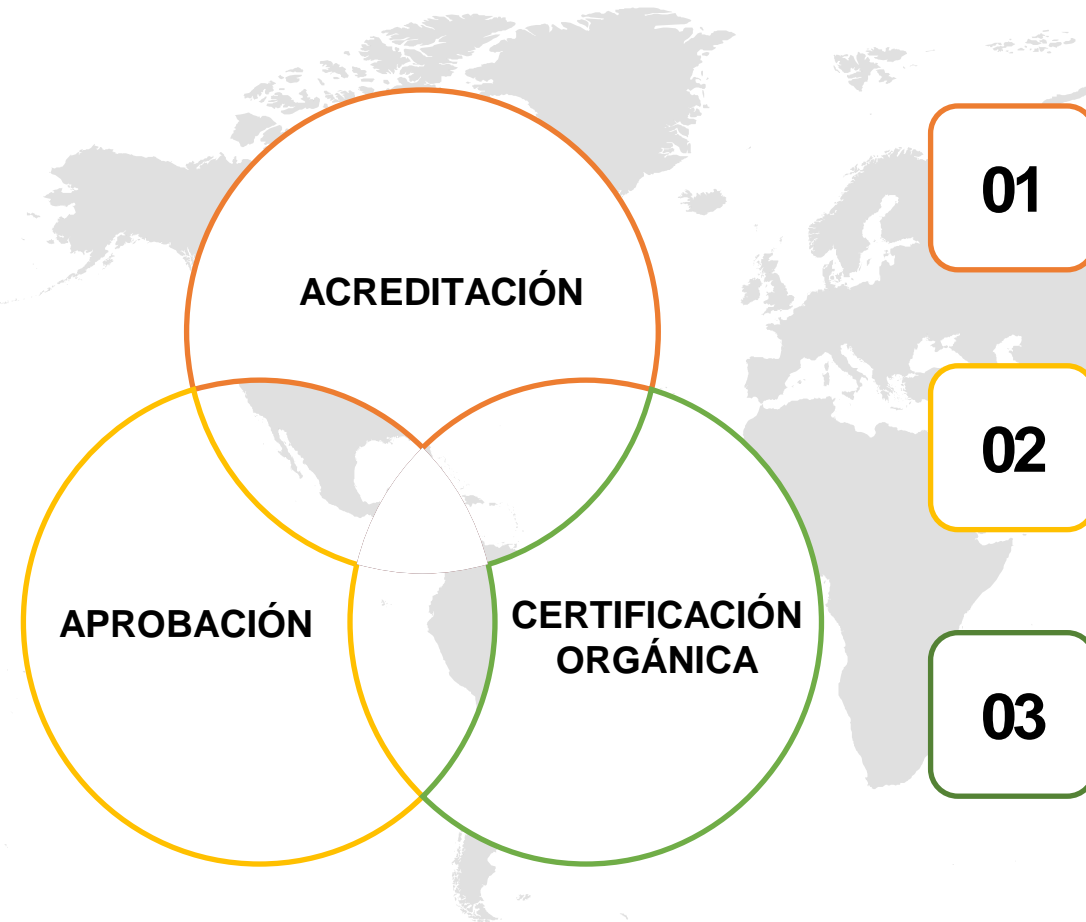 ACREDITACIÓN
APROBACIÓN
CERTIFICACIÓN
ORGÁNICA
01
02
03